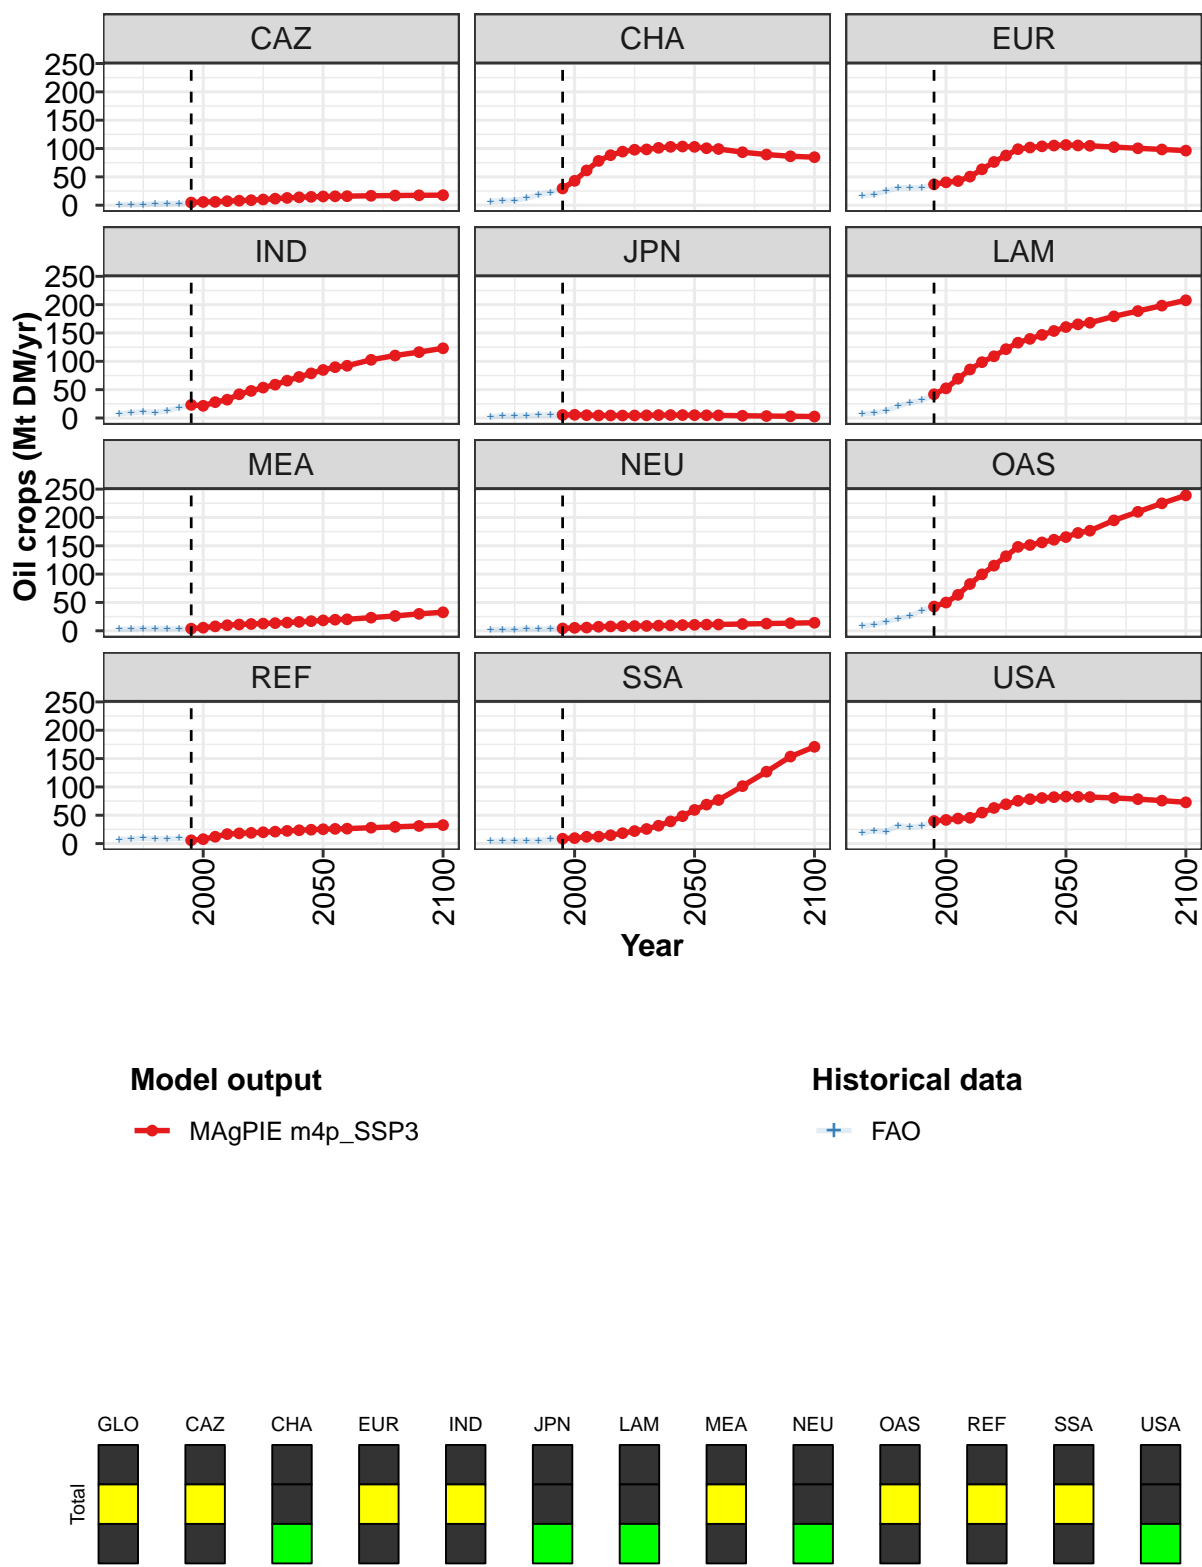 CAZ CHA EUR
250
200
150
100
50
0
IND JPN LAM
250
200
150
100
50
0
MEA NEU OAS
250
200
150
100
50
0
REF SSA USA
250
200
150
100
50
0
Oil crops (Mt DM/yr)
2000 2050 2100 2000 2050 2100 2000 2050 2100
Year
Model output Historical data
MAgPIE m4p_SSP3 FAO
GLO CAZ CHA EUR IND JPN LAM MEA NEU OAS REF SSA USA
Total